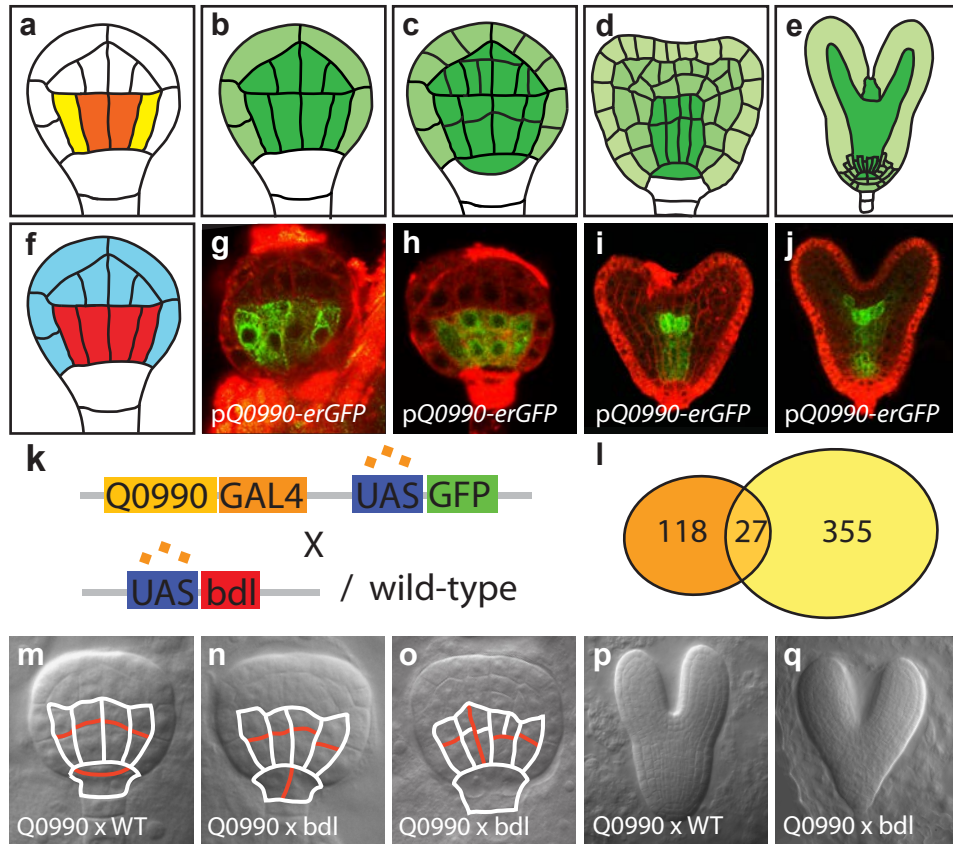 a
b
c
d
e
f
g
h
i
j
pQ0990-erGFP
pQ0990-erGFP
pQ0990-erGFP
pQ0990-erGFP
k
l
Q0990 GAL4 UAS GFP
X
UAS bdl / wild-type
118 27 355
m
n
o
p
q
Q0990 x WT
Q0990 x bdl
Q0990 x bdl
Q0990 x WT
Q0990 x bdl